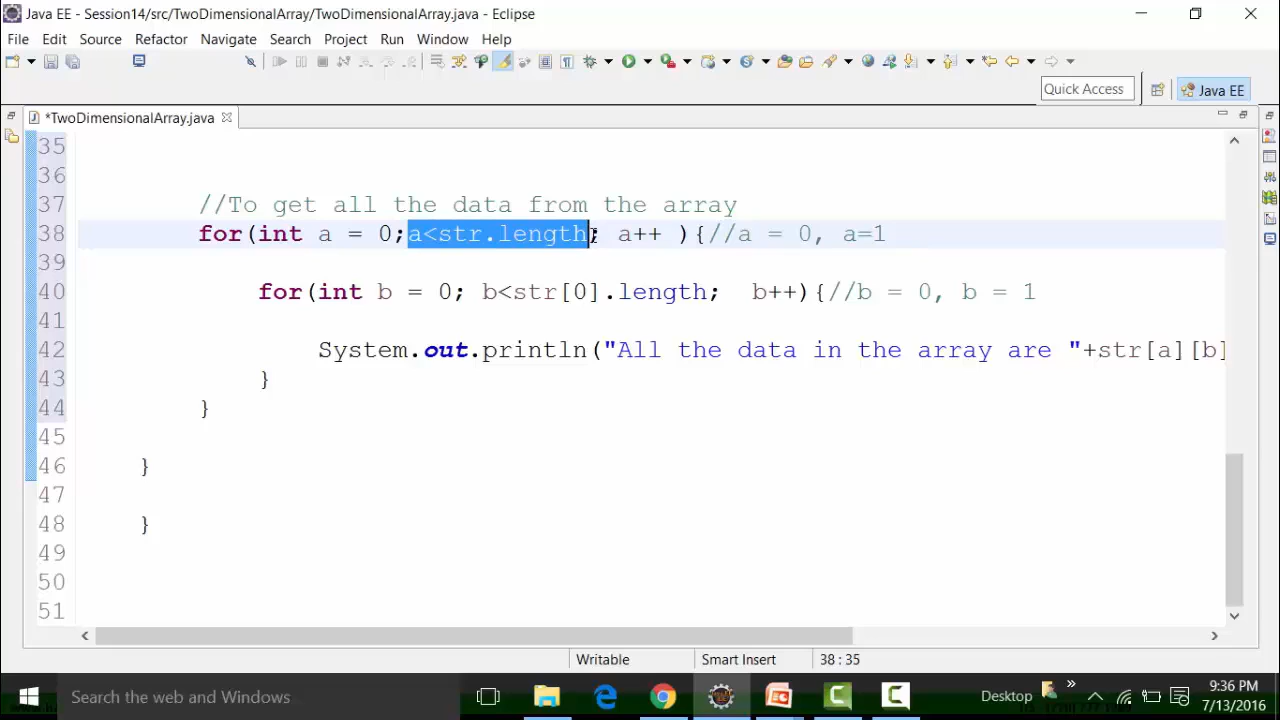 Java EE - Session14/src/TwoDimensionalArray/TwoDimensionalArray.java - Eclipse
File Edit Source Refactor Navigate Search Project Run Window Help
Quick Access
Java EE
*TwoDimensionalArray.java
35
36
37 //To get all the data from the array
38 for(int a = 0;a<str.length; a++ ){//a = 0, a=1
39
40 for(int b = 0; b<str[0].length; b++){//b = 0, b = 1
41
42 System.out.println("All the data in the array are "+str[a][b]
43 }
44 }
45
46 }
47
48 }
49
50
51
Writable Smart Insert 38 : 35
Search the web and Windows
Desktop
9:36 PM
7/13/2016